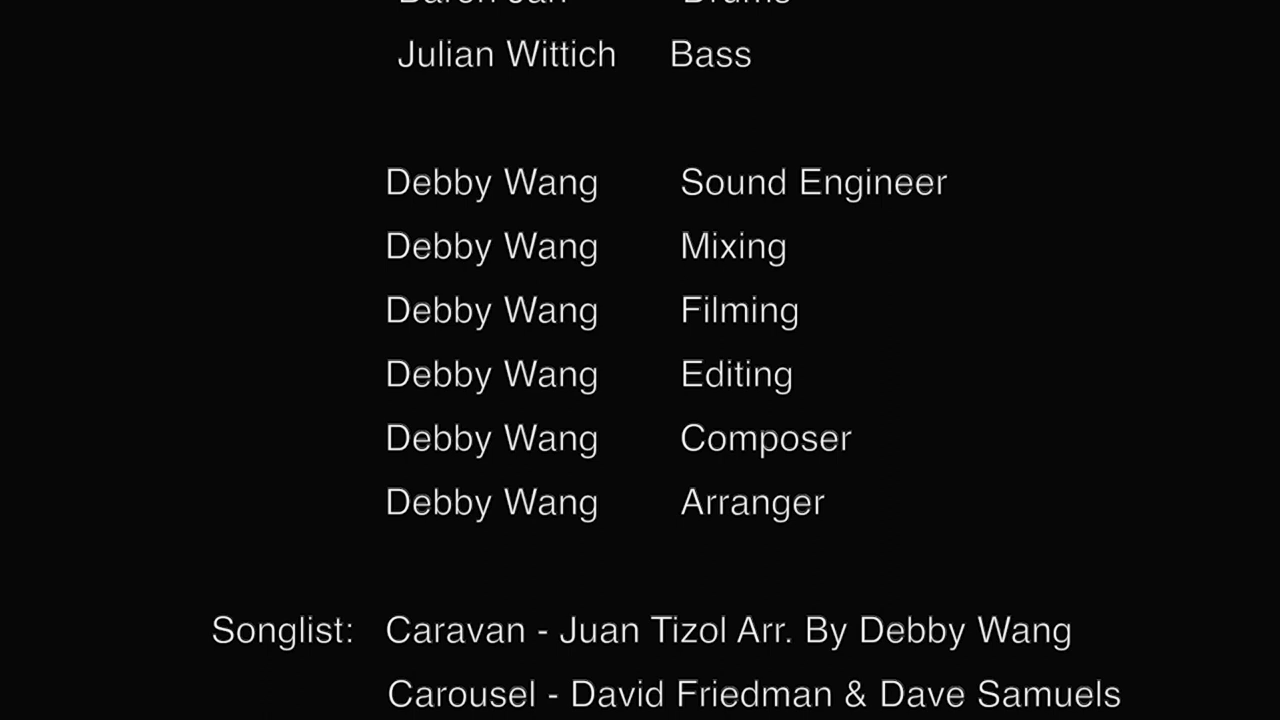 Julian Wittich Bass
Debby Wang Sound Engineer
Debby Wang Mixing
Debby Wang Filming
Debby Wang Editing
Debby Wang Composer
Debby Wang Arranger
Songlist: Caravan - Juan Tizol Arr. By Debby Wang
Carousel - David Friedman & Dave Samuels